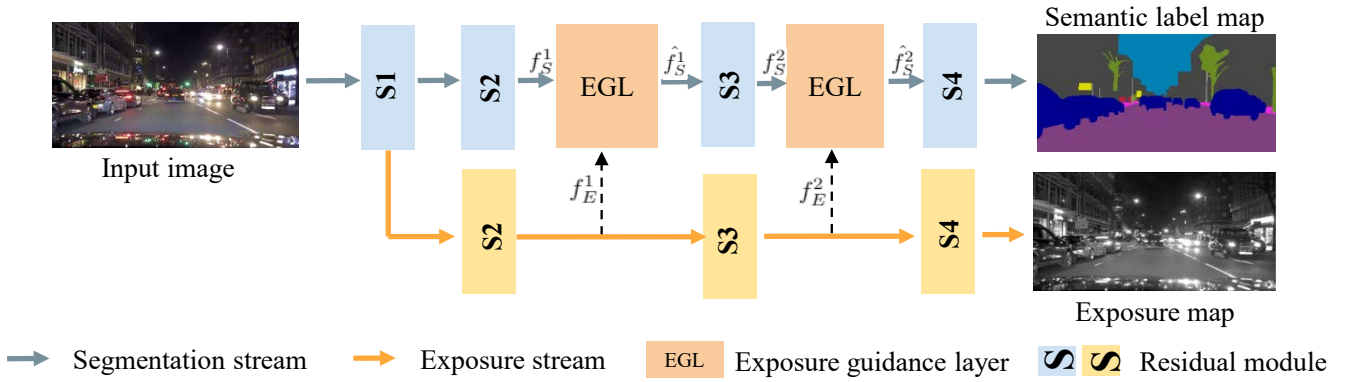 Semantic label map
S1
S2
f_S^1
EGL
\hat{f}_S^1
S3
f_S^2
EGL
\hat{f}_S^2
S4
Input image
f_E^1
f_E^2
S2
S3
S4
Exposure map
Segmentation stream
Exposure stream
EGL
Exposure guidance layer
S S
Residual module